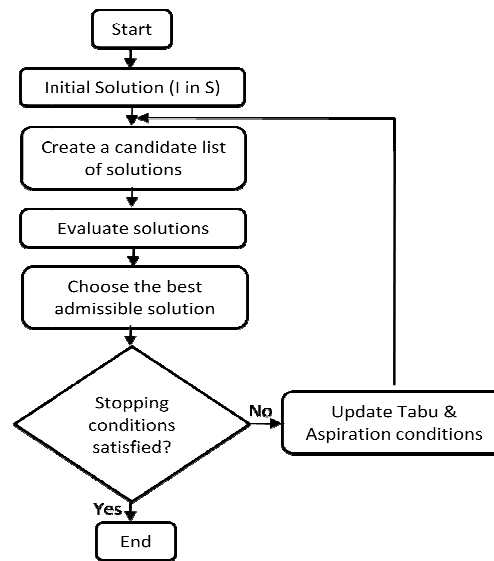 Start
Initial Solution (I in S)
Create a candidate list
of solutions
Evaluate solutions
Choose the best
admissible solution
Stopping
conditions
satisfied?
No
Update Tabu &
Aspiration conditions
Yes
End